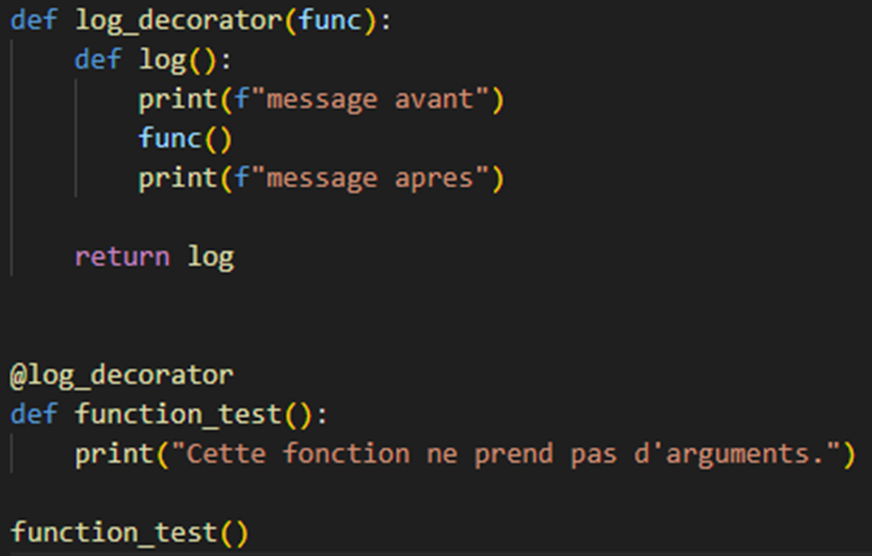 def log_decorator(func):
    def log():
        print(f"message avant")
        func()
        print(f"message apres")

    return log


@log_decorator
def function_test():
    print("Cette fonction ne prend pas d'arguments.")

function_test()